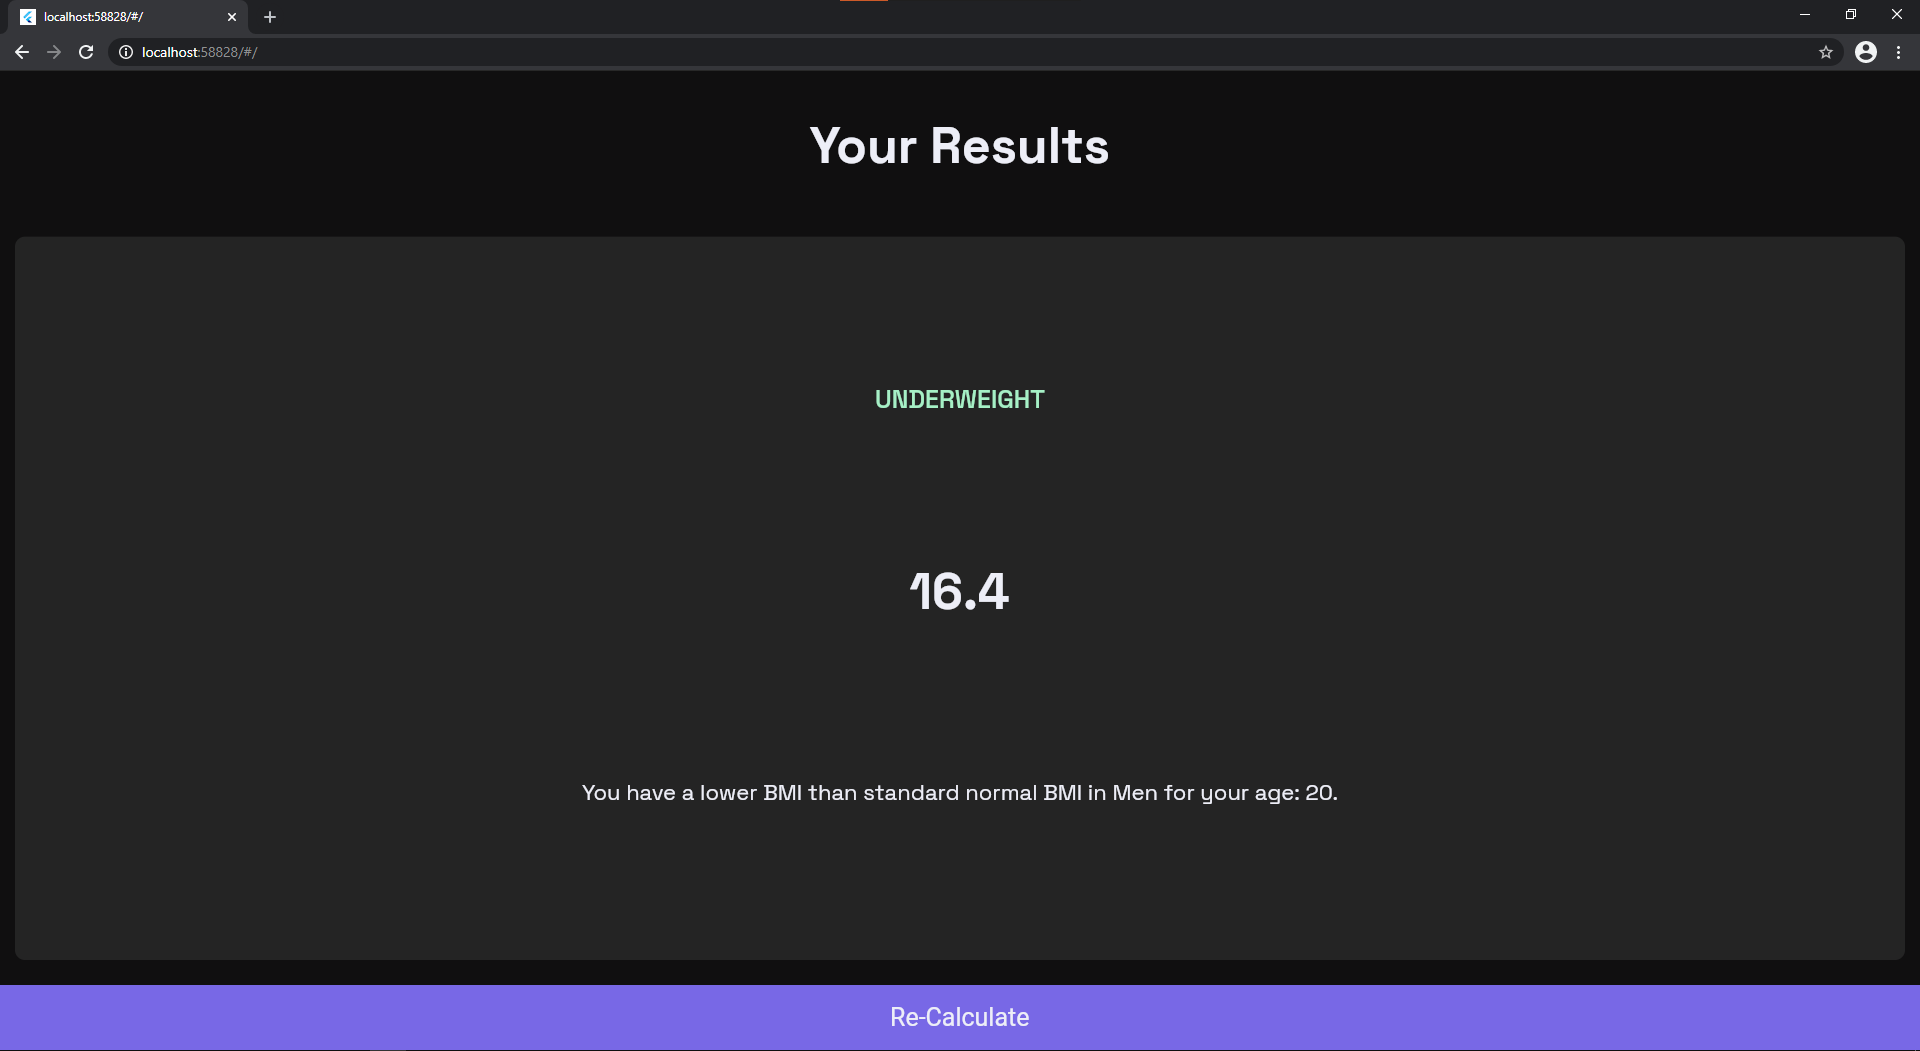 localhost:58828/#/
localhost:58828/#/
Your Results
UNDERWEIGHT
16.4
You have a lower BMI than standard normal BMI in Men for your age: 20.
Re-Calculate